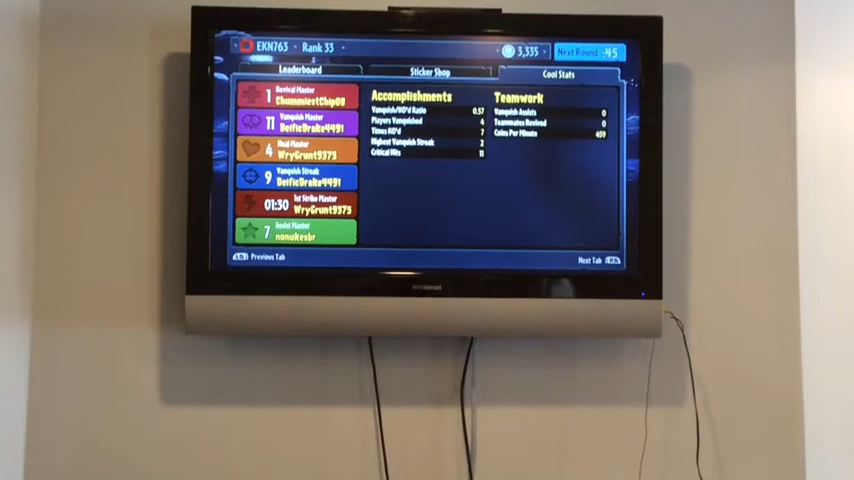 EKN763 • Rank 33 •
3,335
Next Round :45
Leaderboard
Sticker Shop
Cool Stats
1 Revival Master
ChummiestChip08
11 Vanquish Master
DeificDrake4491
4 Heal Master
WryGrunt9375
9 Vanquish Streak
DeificDrake4491
01:30 1st Strike Master
WryGrunt9375
7 Assist Master
nonukesbr
Accomplishments
Vanquish/KO'd Ratio 0.57
Players Vanquished 4
Times KO'd 7
Highest Vanquish Streak 2
Critical Hits 11
Teamwork
Vanquish Assists 0
Teammates Revived 0
Coins Per Minute 459
Previous Tab
Next Tab